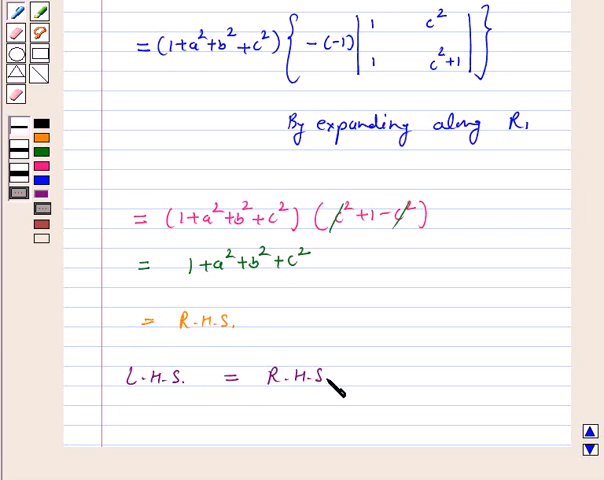 = (1+a²+b²+c²) { -(-1) | 1 c²
1 c²+1 | }
By expanding along R₁
= (1+a²+b²+c²) (c²+1-c²)
= 1+a²+b²+c²
= R.H.S.
L.H.S. = R.H.S